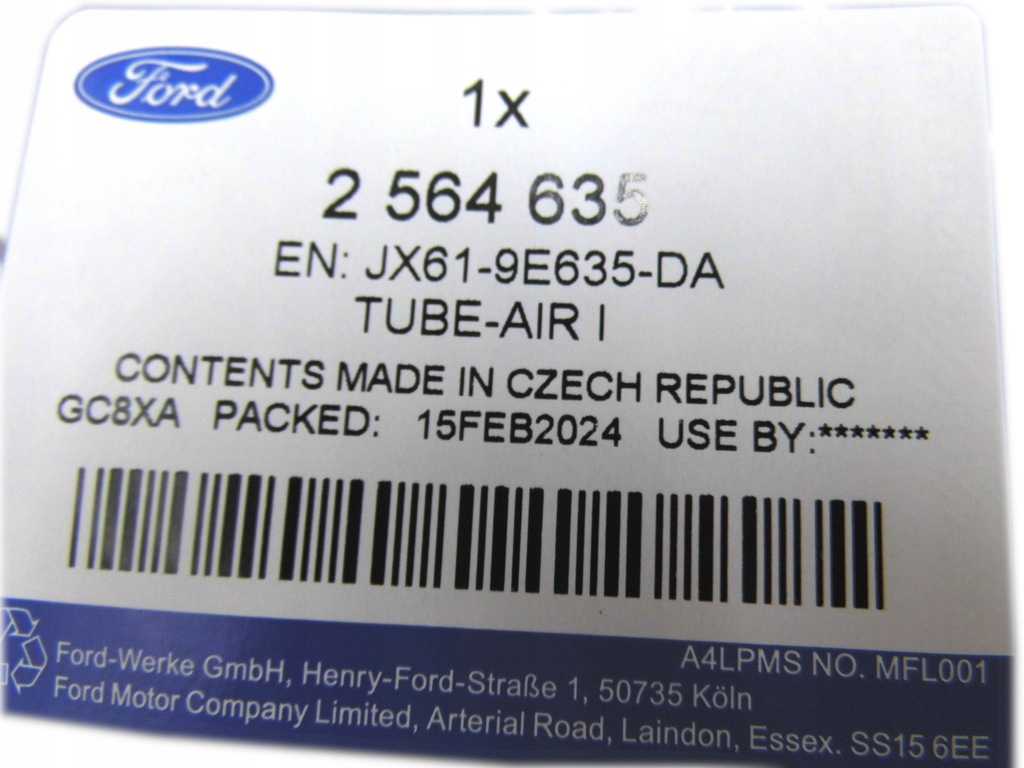 Ford
1x
2 564 635
EN: JX61-9E635-DA
TUBE-AIR I
CONTENTS MADE IN CZECH REPUBLIC
GC8XA PACKED: 15FEB2024 USE BY:*******
A4LPMS NO. MFL001
Ford-Werke GmbH, Henry-Ford-Straße 1, 50735 Köln
Ford Motor Company Limited, Arterial Road, Laindon, Essex. SS15 6EE